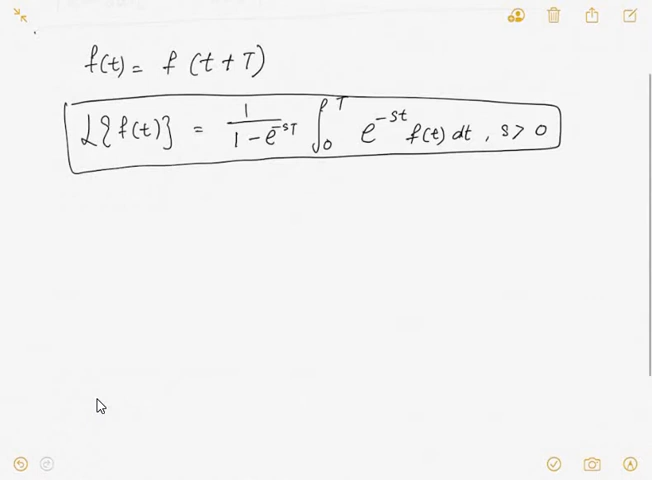 f(t) = f (t + T)
L{f(t)} = 1/(1 - e^{-sT}) ∫_0^T e^{-st} f(t) dt , s > 0